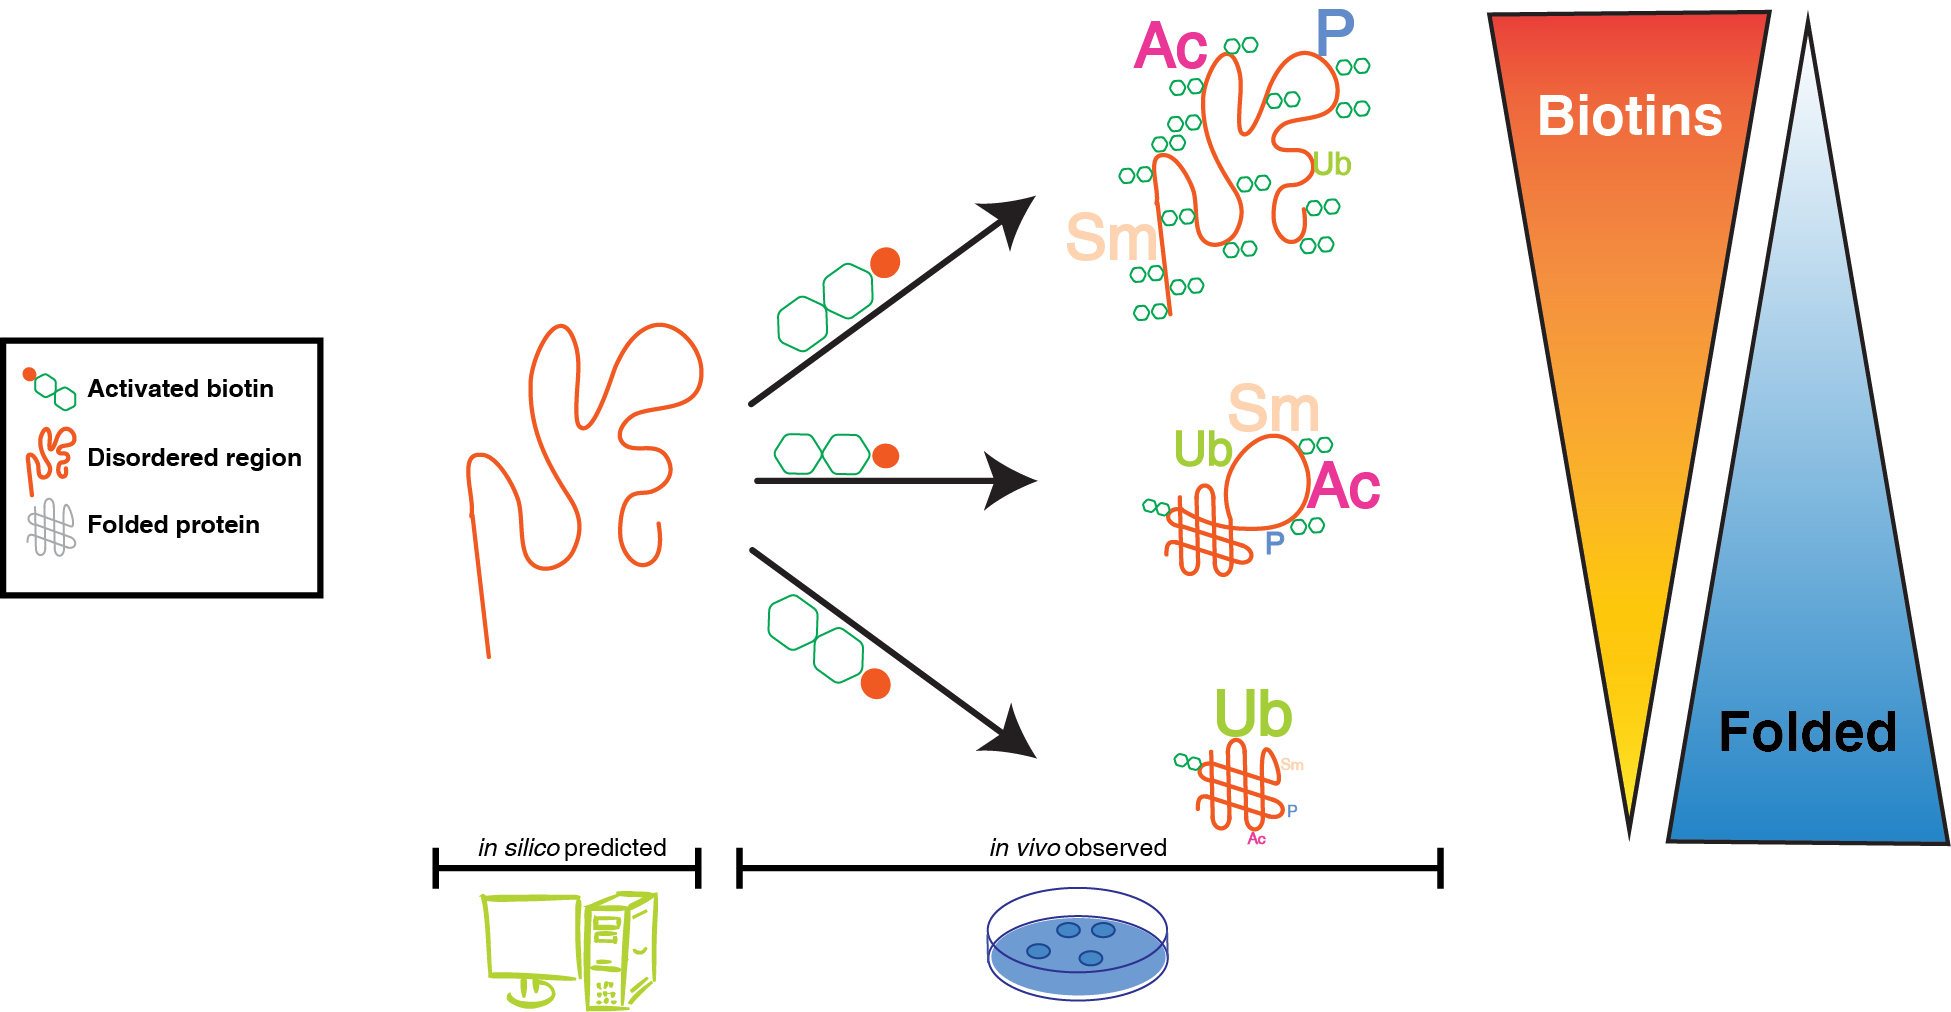 Activated biotin
Disordered region
Folded protein
Ac
P
Ub
Sm
Sm
Ub
Ac
P
Ub
Sm
P
Ac
in silico predicted
in vivo observed
Biotins
Folded